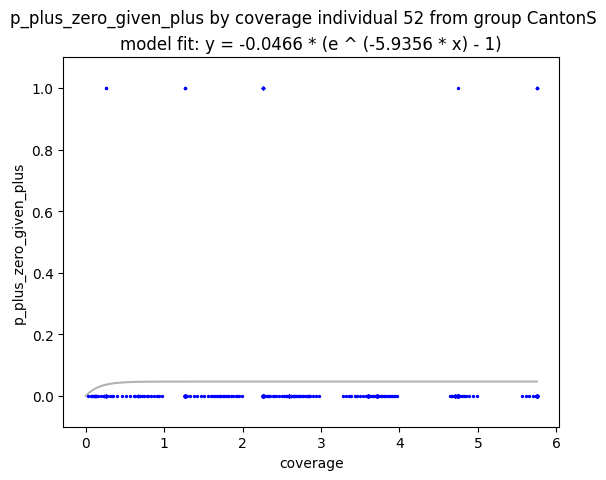 p_plus_zero_given_plus by coverage individual 52 from group CantonS
model fit: y = -0.0466 * (e ^ (-5.9356 * x) - 1)
1.0
0.8
0.6
0.4
0.2
0.0
p_plus_zero_given_plus
0 1 2 3 4 5 6
coverage